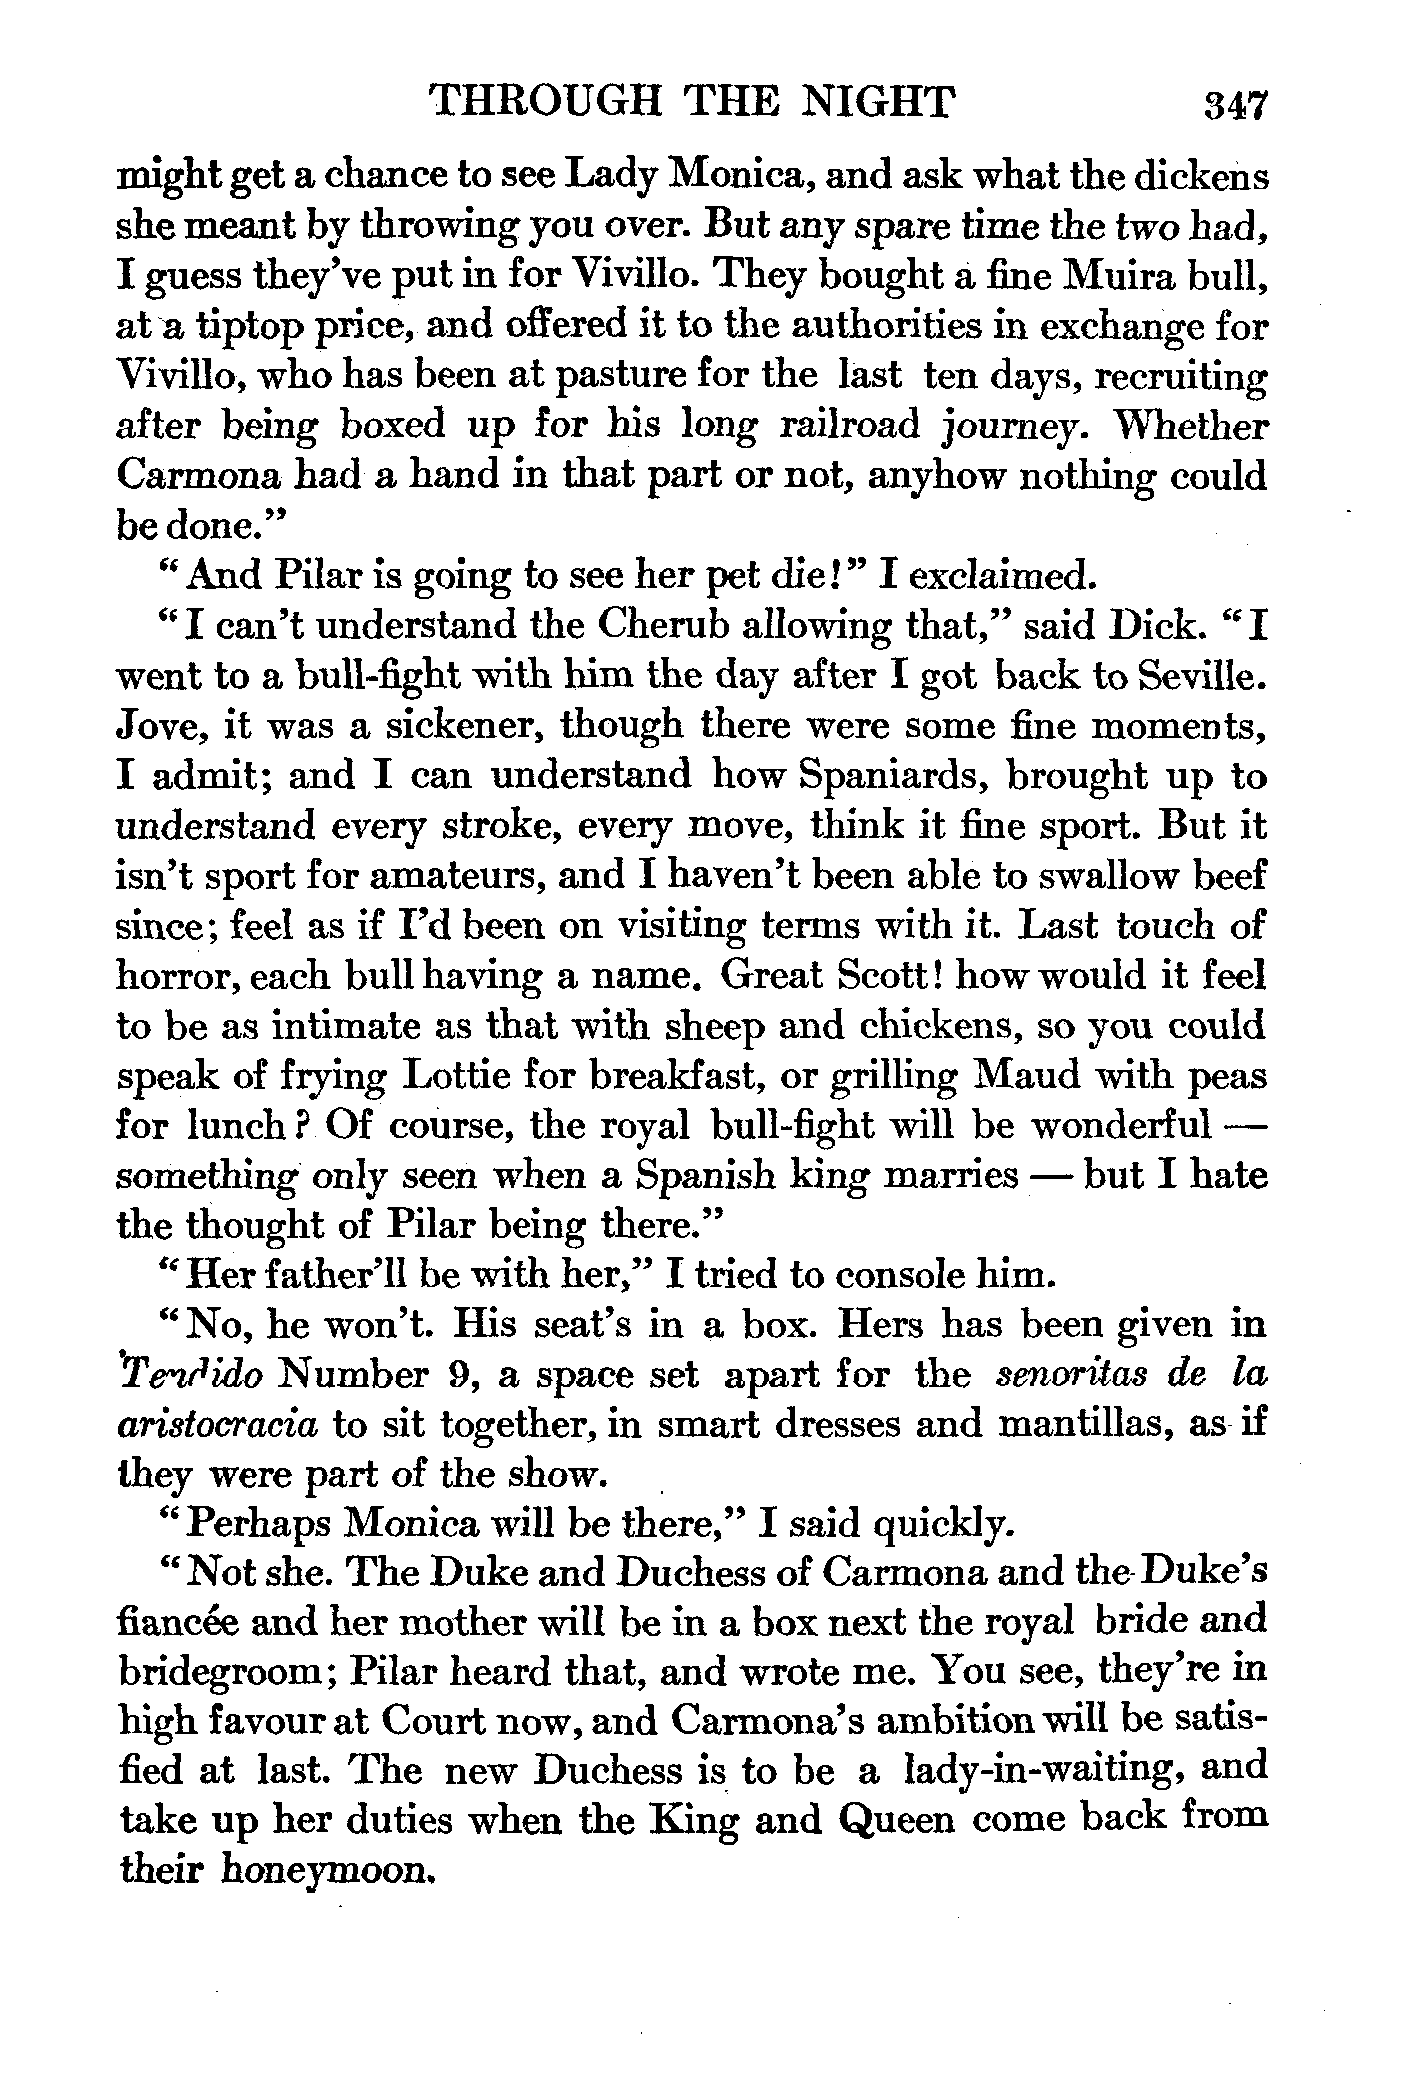 THROUGH THE NIGHT 347
might get a chance to see Lady Monica, and ask what the dickens
she meant by throwing you over. But any spare time the two had,
I guess they've put in for Vivillo. They bought a fine Muira bull,
at a tiptop price, and offered it to the authorities in exchange for
Vivillo, who has been at pasture for the last ten days, recruiting
after being boxed up for his long railroad journey. Whether
Carmona had a hand in that part or not, anyhow nothing could
be done."
"And Pilar is going to see her pet die!" I exclaimed.
"I can't understand the Cherub allowing that," said Dick. "I
went to a bull-fight with him the day after I got back to Seville.
Jove, it was a sickener, though there were some fine moments,
I admit; and I can understand how Spaniards, brought up to
understand every stroke, every move, think it fine sport. But it
isn't sport for amateurs, and I haven't been able to swallow beef
since; feel as if I'd been on visiting terms with it. Last touch of
horror, each bull having a name. Great Scott! how would it feel
to be as intimate as that with sheep and chickens, so you could
speak of frying Lottie for breakfast, or grilling Maud with peas
for lunch? Of course, the royal bull-fight will be wonderful —
something only seen when a Spanish king marries — but I hate
the thought of Pilar being there."
"Her father'll be with her," I tried to console him.
"No, he won't. His seat's in a box. Hers has been given in
Tendido Number 9, a space set apart for the senoritas de la
aristocracia to sit together, in smart dresses and mantillas, as if
they were part of the show.
"Perhaps Monica will be there," I said quickly.
"Not she. The Duke and Duchess of Carmona and the Duke's
fiancée and her mother will be in a box next the royal bride and
bridegroom; Pilar heard that, and wrote me. You see, they're in
high favour at Court now, and Carmona's ambition will be satis-
fied at last. The new Duchess is to be a lady-in-waiting, and
take up her duties when the King and Queen come back from
their honeymoon.